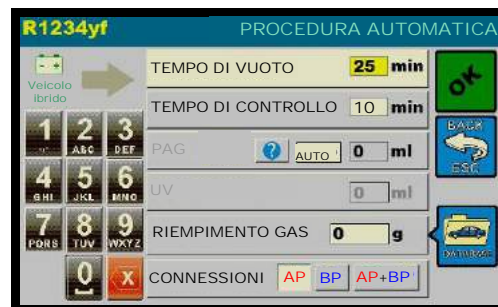 R1234yf PROCEDURA AUTOMATICA
- +
Veicolo
ibrido
TEMPO DI VUOTO 25 min
TEMPO DI CONTROLLO 10 min
PAG ? AUTO 0 ml
UV 0 ml
RIEMPIMENTO GAS 0 g
CONNESSIONI AP BP AP+BP
1 2 ABC 3 DEF
4 GHI 5 JKL 6 MNO
7 PQRS 8 TUV 9 WXYZ
0 X
OK
BACK
ESC
DATABASE